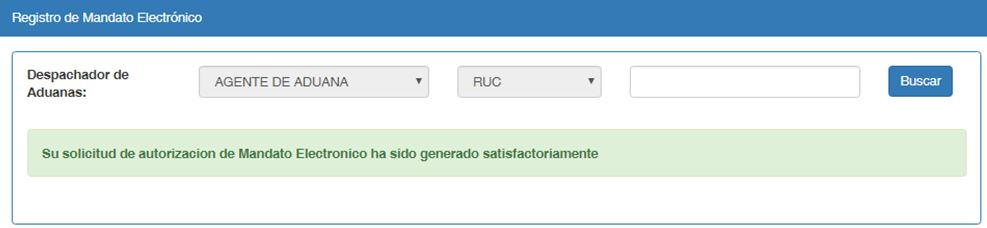 Registro de Mandato Electrónico
Despachador de
Aduanas:
AGENTE DE ADUANA
RUC
Buscar
Su solicitud de autorizacion de Mandato Electronico ha sido generado satisfactoriamente